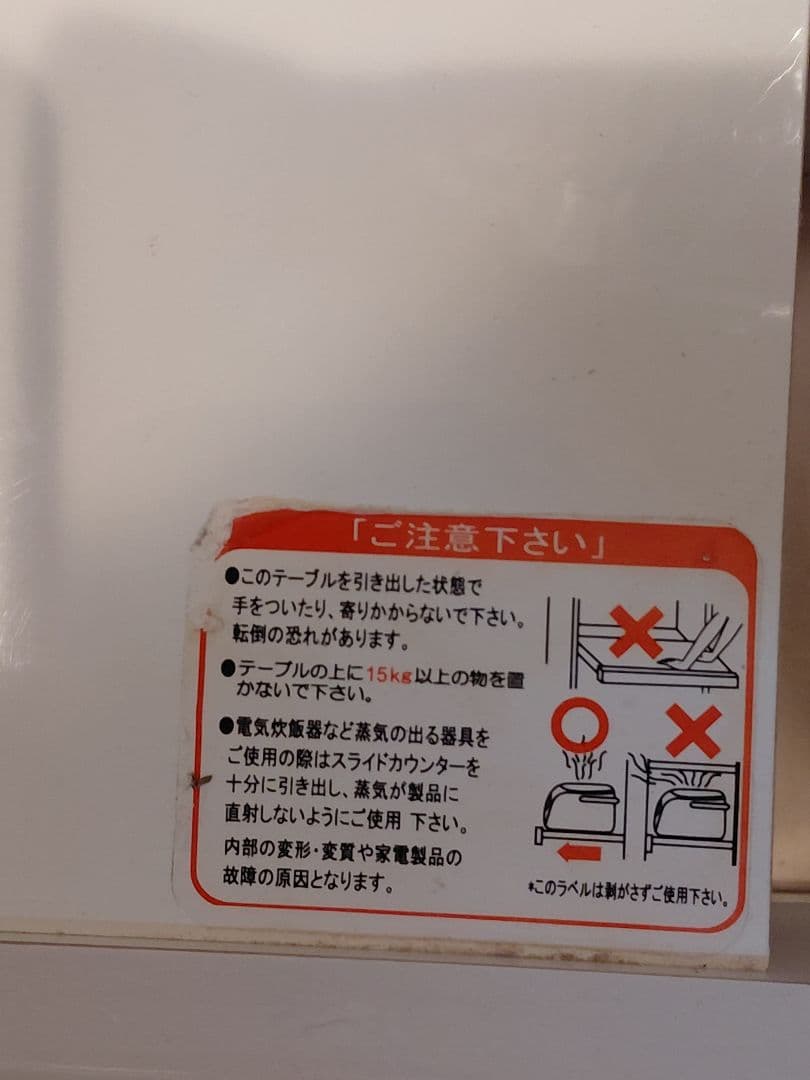 「ご注意下さい」
●このテーブルを引き出した状態で
手をついたり、寄りかからないで下さい。
転倒の恐れがあります。
●テーブルの上に15kg以上の物を置
かないで下さい。
●電気炊飯器など蒸気の出る器具を
ご使用の際はスライドカウンターを
十分に引き出し、蒸気が製品に
直射しないようにご使用 下さい。
内部の変形・変質や家電製品の
故障の原因となります。
*このラベルは剥がさずご使用下さい。